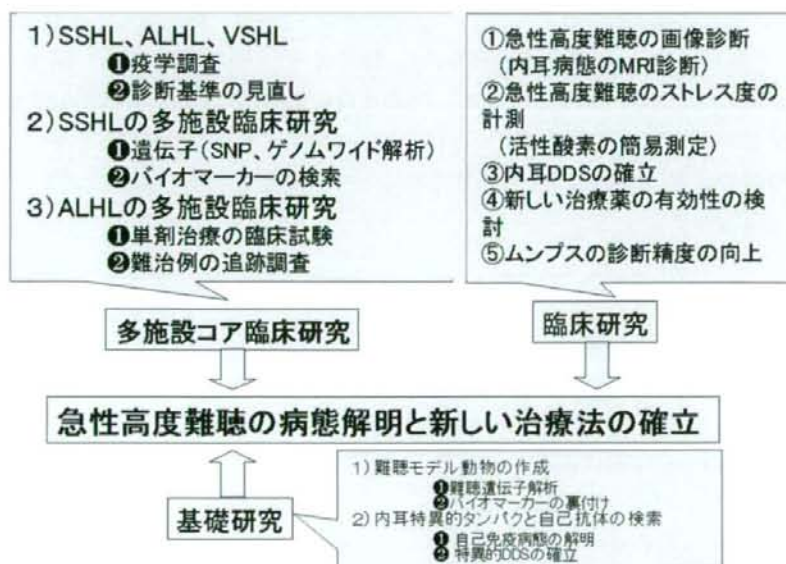 1)SSHL、ALHL、VSHL
❶疫学調査
❷診断基準の見直し
2)SSHLの多施設臨床研究
❶遺伝子(SNP、ゲノムワイド解析)
❷バイオマーカーの検索
3)ALHLの多施設臨床研究
❶単剤治療の臨床試験
❷難治例の追跡調査
①急性高度難聴の画像診断
(内耳病態のMRI診断)
②急性高度難聴のストレス度の
計測
(活性酸素の簡易測定)
③内耳DDSの確立
④新しい治療薬の有効性の検
討
⑤ムンプスの診断精度の向上
多施設コア臨床研究
臨床研究
急性高度難聴の病態解明と新しい治療法の確立
基礎研究
1)難聴モデル動物の作成
❶難聴遺伝子解析
❷バイオマーカーの裏付け
2)内耳特異的タンパクと自己抗体の検索
❶ 自己免疫病態の解明
❷ 特異的DDSの確立